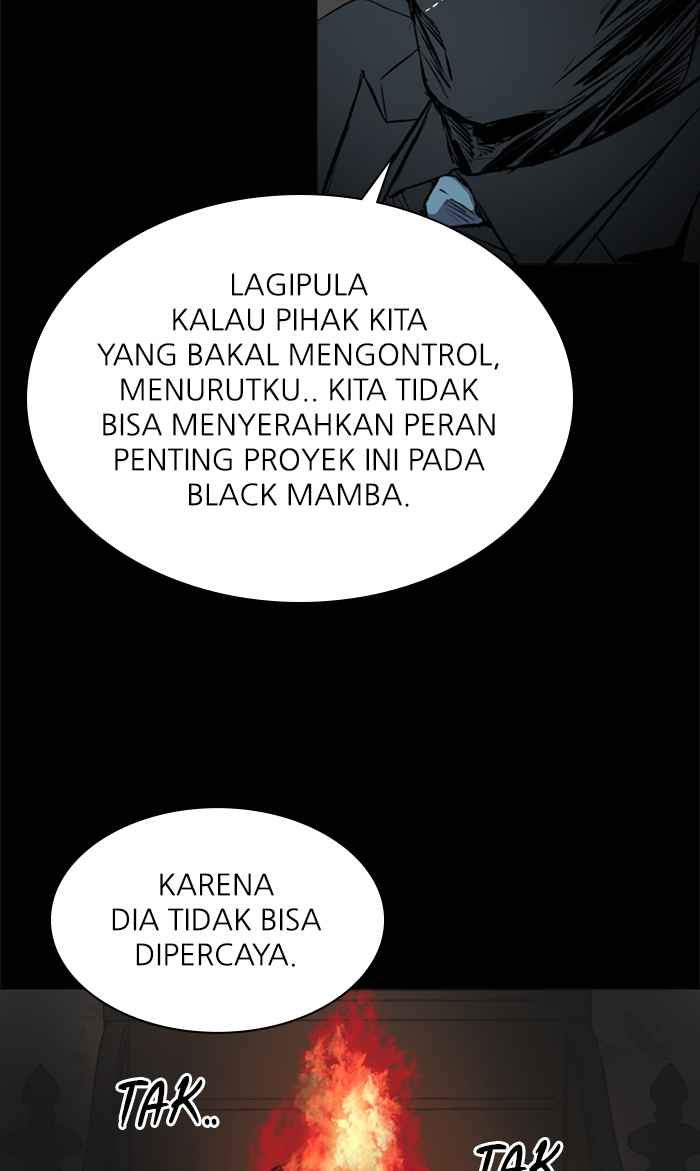 LAGIPULA
KALAU PIHAK KITA
YANG BAKAL MENGONTROL,
MENURUTKU.. KITA TIDAK
BISA MENYERAHKAN PERAN
PENTING PROYEK INI PADA
BLACK MAMBA.
KARENA
DIA TIDAK BISA
DIPERCAYA.
TAK..
TAK